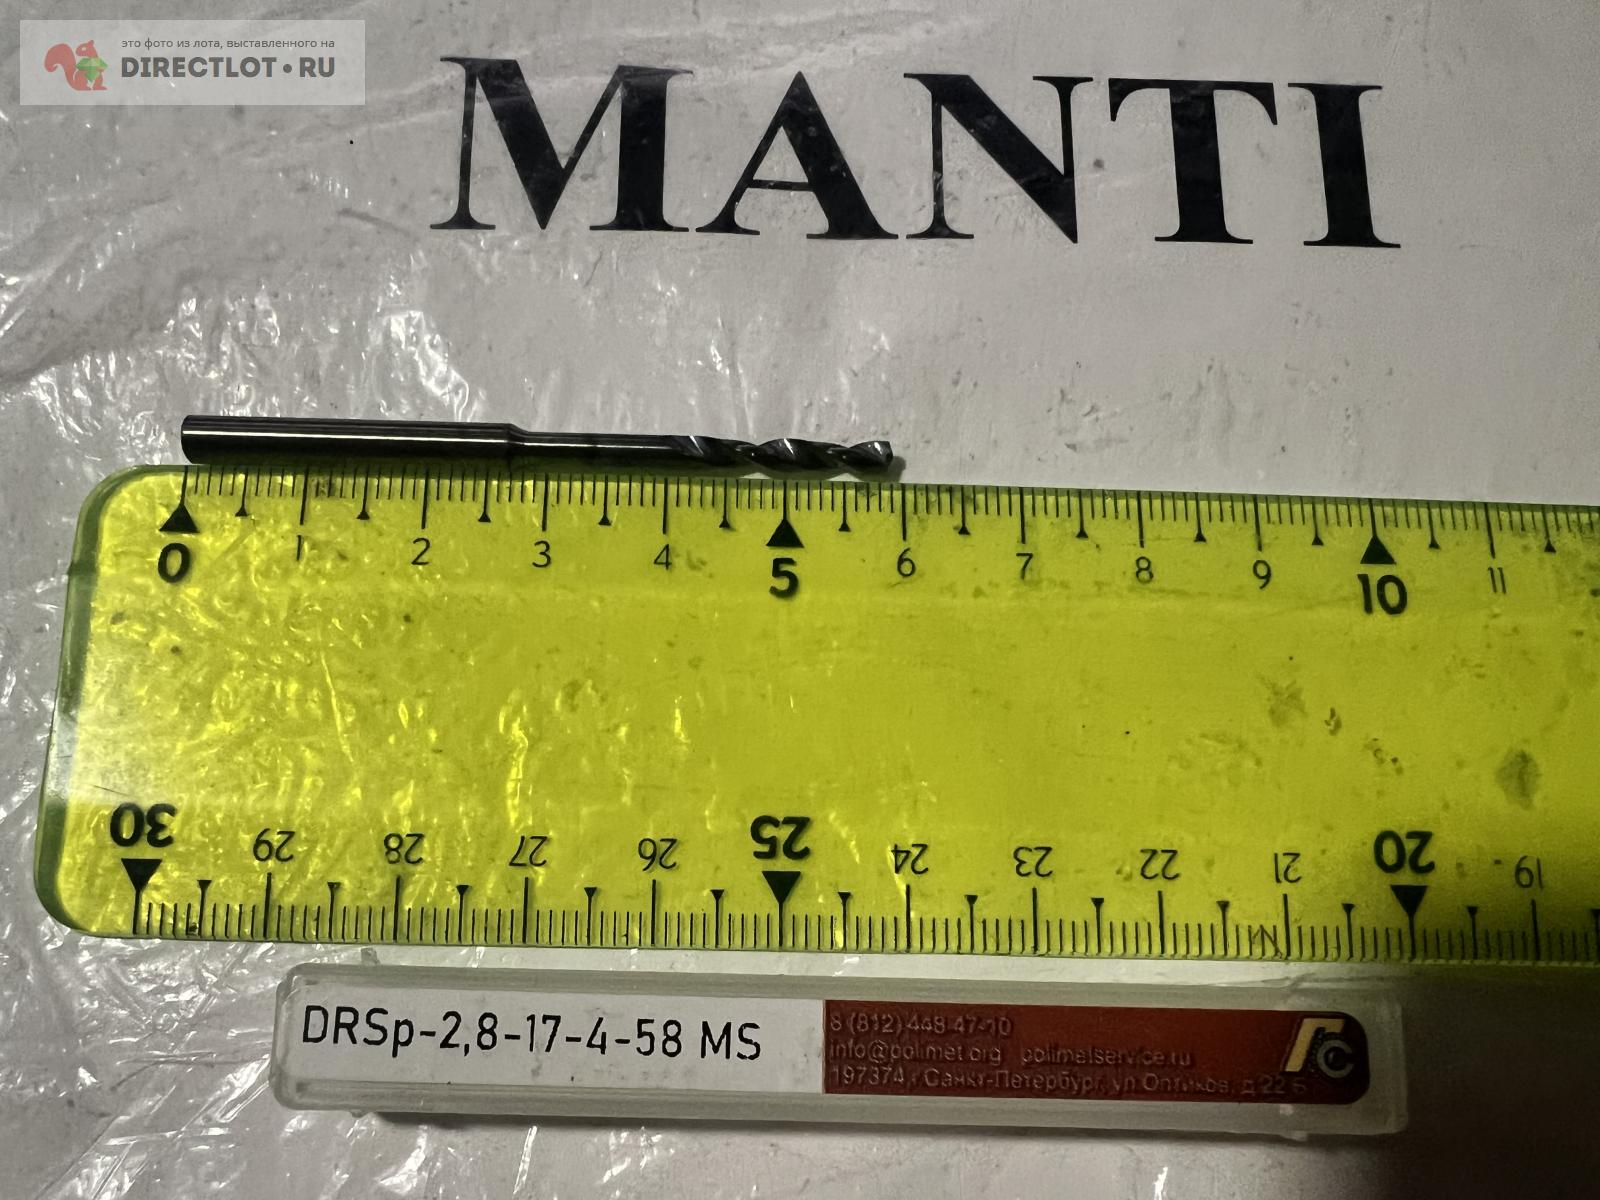 это фото из лота, выставленного на
DIRECTLOT•RU
MANTI
0 1 2 3 4 5 6 7 8 9 10 11
30 29 28 27 26 25 24 23 22 21 20 19
DRSp-2,8-17-4-58 MS
8 (812) 448-47-10
info@polimet.org polimetservice.ru
197374, г Санкт-Петербург, ул.Оптиков, д 22 Б